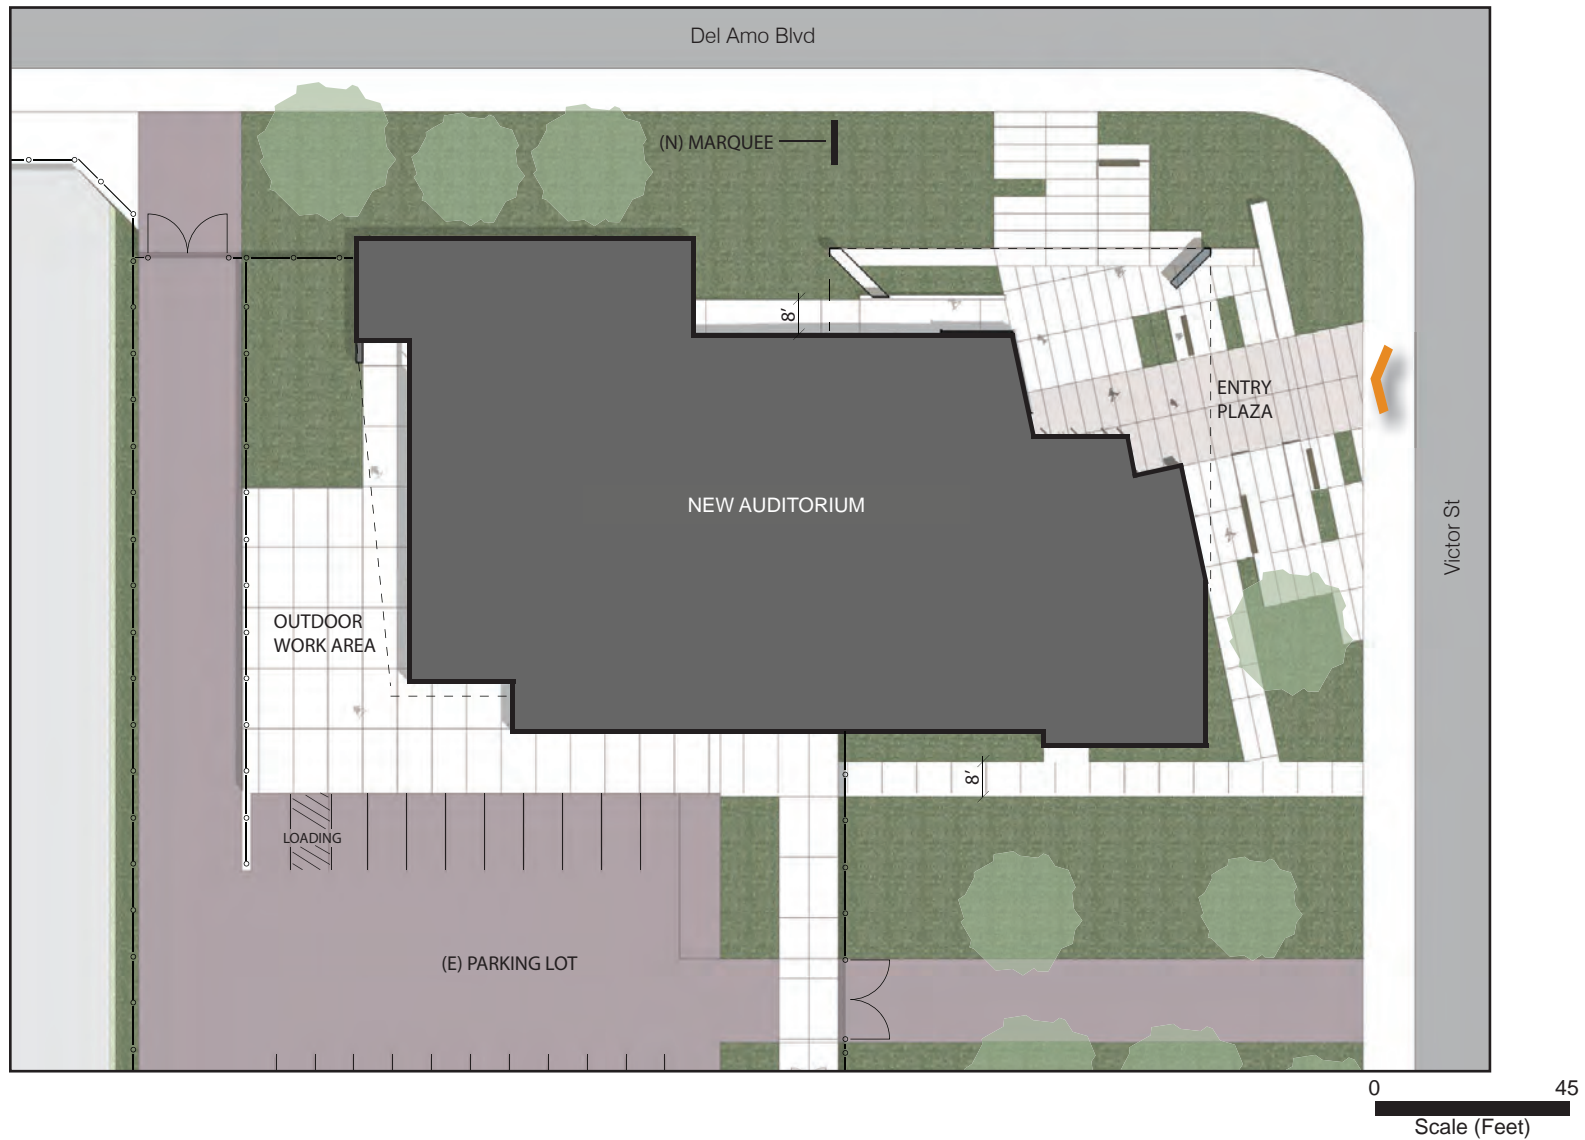 Del Amo Blvd
(N) MARQUEE
8'
ENTRY
PLAZA
NEW AUDITORIUM
Victor St
OUTDOOR
WORK AREA
8'
LOADING
(E) PARKING LOT
0 45
Scale (Feet)